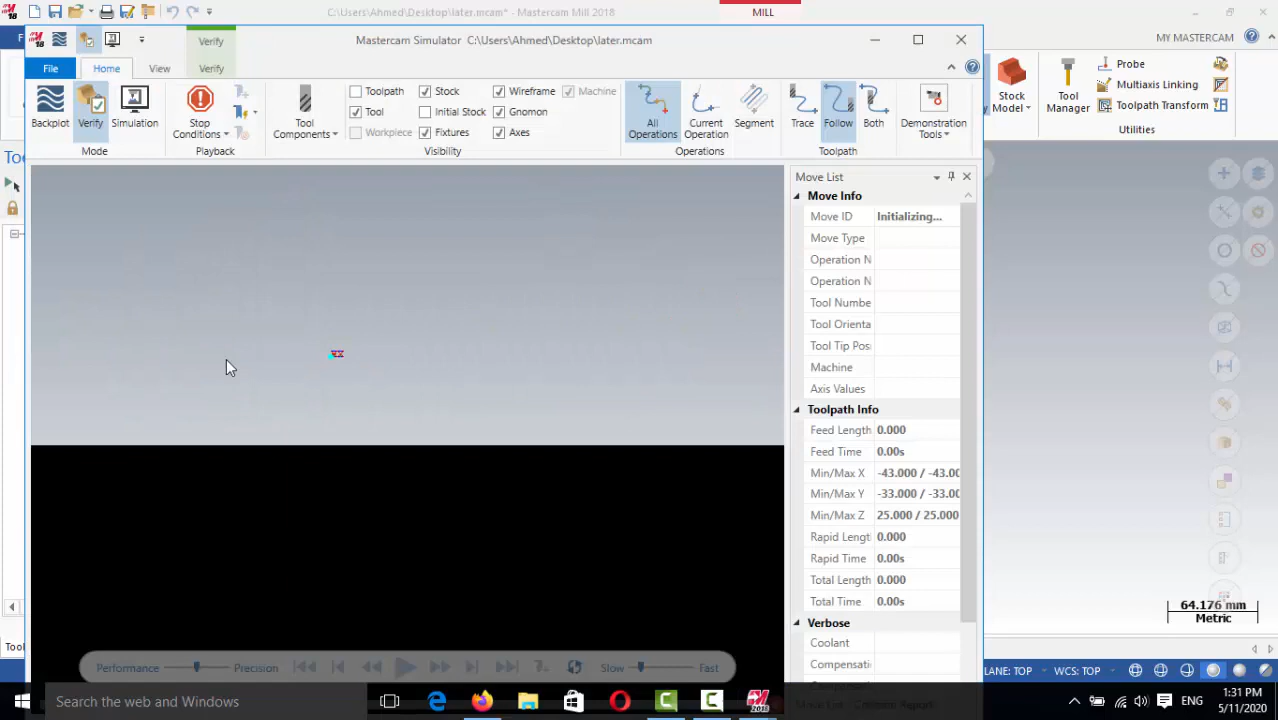 C:\Users\Ahmed\Desktop\later.mcam* - Mastercam Mill 2018
MILL
Verify
Mastercam Simulator C:\Users\Ahmed\Desktop\later.mcam
MY MASTERCAM
File
Home
View
Verify
Backplot
Verify
Simulation
Mode
Stop Conditions
Playback
Tool Components
Toolpath
Tool
Workpiece
Stock
Initial Stock
Fixtures
Wireframe
Gnomon
Axes
Machine
Visibility
All Operations
Current Operation
Segment
Operations
Trace
Follow
Both
Toolpath
Demonstration Tools
Stock Model
Tool Manager
Probe
Multiaxis Linking
Toolpath Transform
Utilities
Move List
Move Info
Move ID Initializing...
Move Type
Operation N
Operation N
Tool Numbe
Tool Orienta
Tool Tip Pos
Machine
Axis Values
Toolpath Info
Feed Length 0.000
Feed Time 0.00s
Min/Max X -43.000 / -43.00
Min/Max Y -33.000 / -33.00
Min/Max Z 25.000 / 25.000
Rapid Lengt 0.000
Rapid Time 0.00s
Total Length 0.000
Total Time 0.00s
Verbose
Coolant
Compensati
Move List Collision Report
Performance Precision
Slow Fast
64.176 mm
Metric
LANE: TOP WCS: TOP
Search the web and Windows
ENG
1:31 PM
5/11/2020